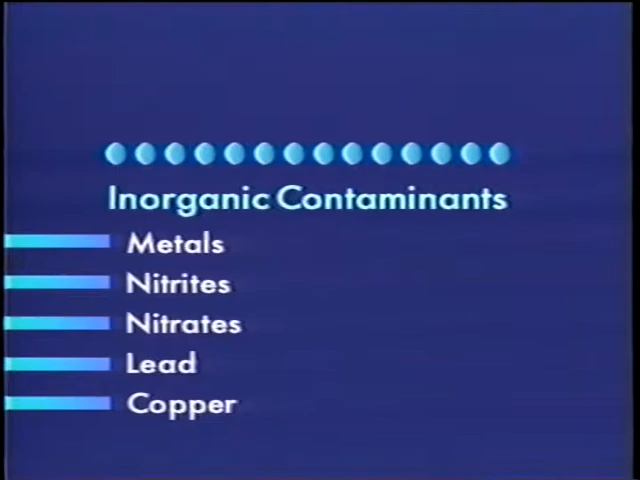 Inorganic Contaminants
Metals
Nitrites
Nitrates
Lead
Copper